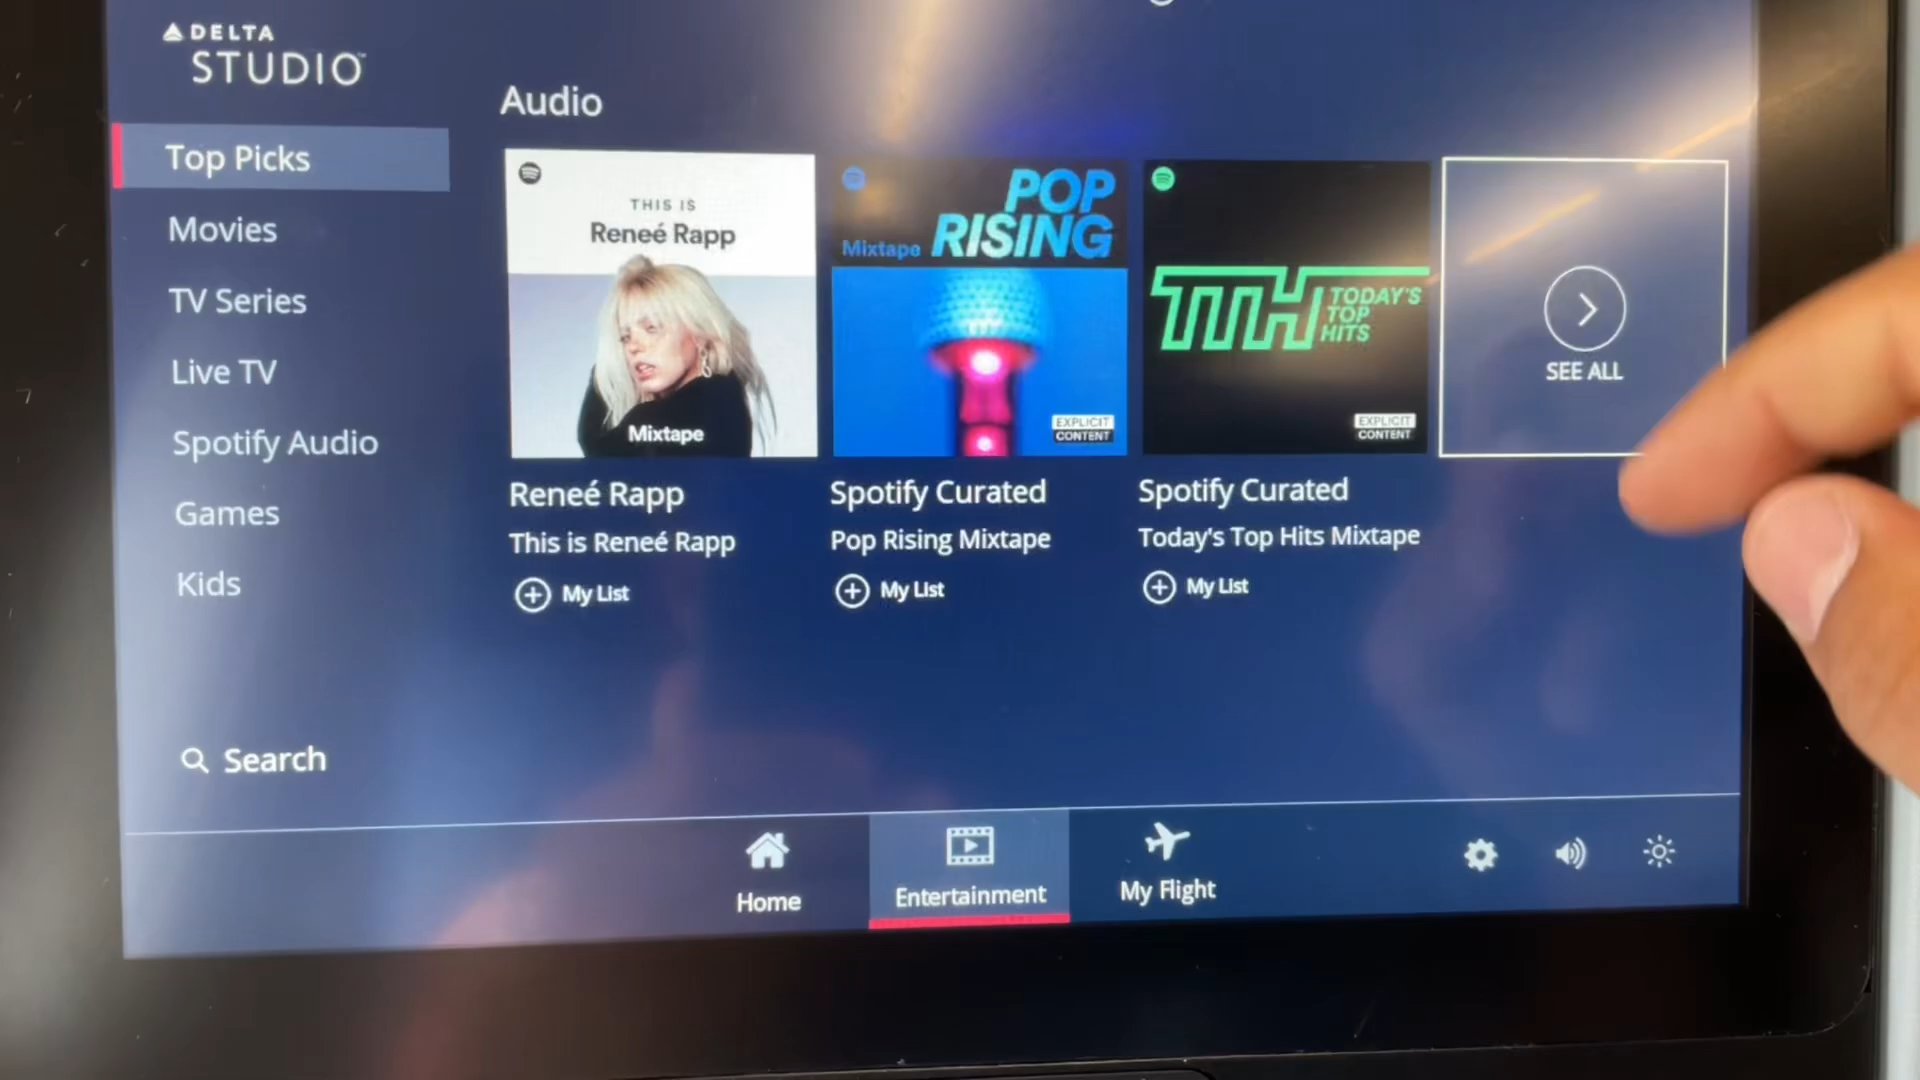 DELTA
STUDIO
Audio
Top Picks
Movies
TV Series
Live TV
Spotify Audio
Games
Kids
Search
THIS IS
Reneé Rapp
Mixtape
Reneé Rapp
This is Reneé Rapp
My List
POP
RISING
Mixtape
EXPLICIT
CONTENT
Spotify Curated
Pop Rising Mixtape
My List
TTH
TODAY'S
TOP
HITS
EXPLICIT
CONTENT
Spotify Curated
Today's Top Hits Mixtape
My List
SEE ALL
Home
Entertainment
My Flight